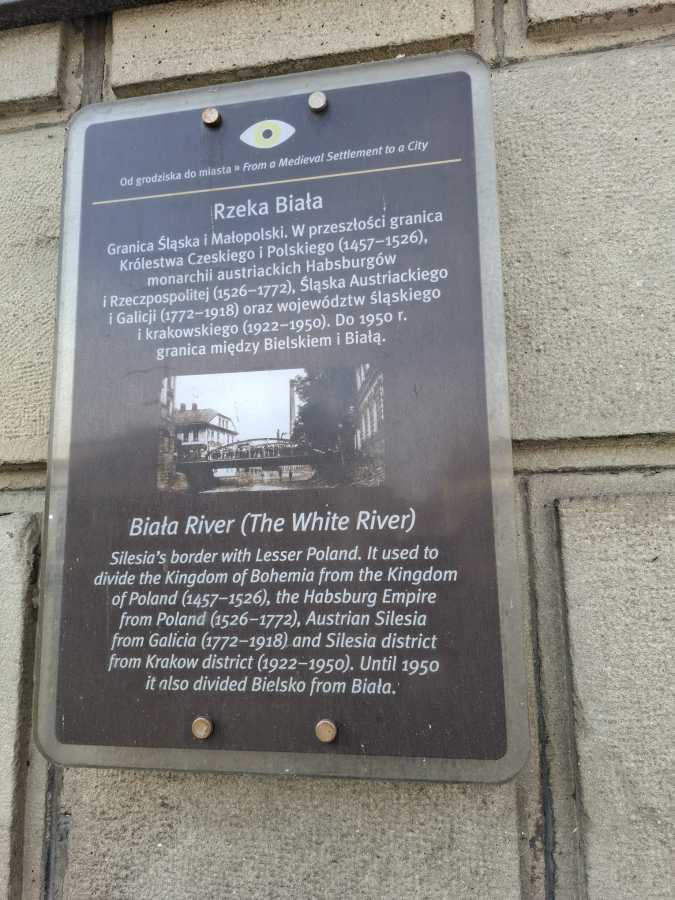 Od grodziska do miasta » From a Medieval Settlement to a City
Rzeka Biała
Granica Śląska i Małopolski. W przeszłości granica
Królestwa Czeskiego i Polskiego (1457–1526),
monarchii austriackich Habsburgów
i Rzeczpospolitej (1526–1772), Śląska Austriackiego
i Galicji (1772–1918) oraz województw śląskiego
i krakowskiego (1922–1950). Do 1950 r.
granica między Bielskiem i Białą.
Biała River (The White River)
Silesia's border with Lesser Poland. It used to
divide the Kingdom of Bohemia from the Kingdom
of Poland (1457–1526), the Habsburg Empire
from Poland (1526–1772), Austrian Silesia
from Galicia (1772–1918) and Silesia district
from Krakow district (1922–1950). Until 1950
it also divided Bielsko from Biała.